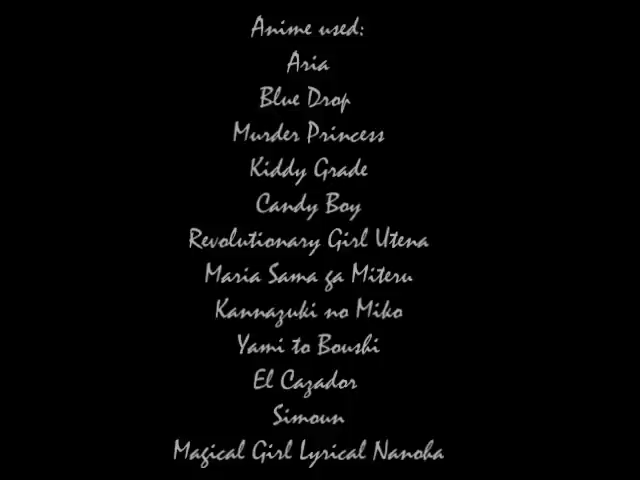 Anime used:
Aria
Blue Drop
Murder Princess
Kiddy Grade
Candy Boy
Revolutionary Girl Utena
Maria Sama ga Miteru
Kannazuki no Miko
Yami to Boushi
El Cazador
Simoun
Magical Girl Lyrical Nanoha